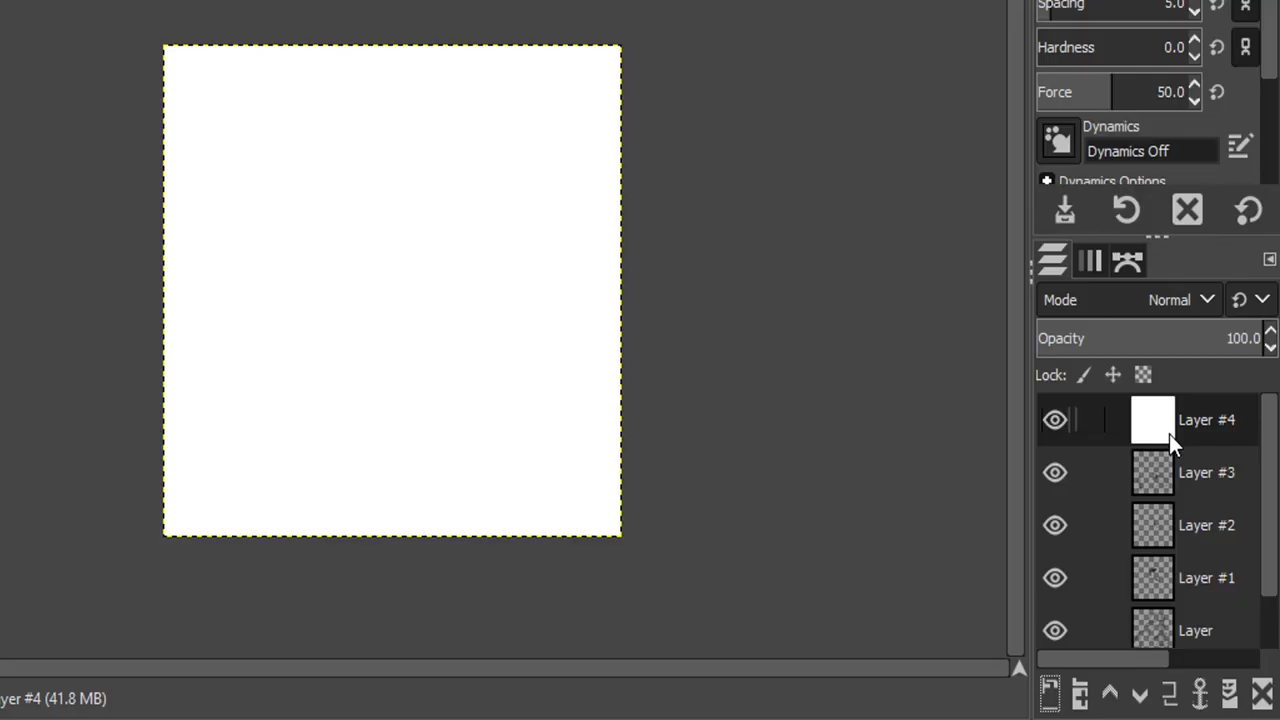 Spacing 5.0
Hardness 0.0
Force 50.0
Dynamics
Dynamics Off
Dynamics Options
Mode Normal
Opacity 100.0
Lock:
Layer #4
Layer #3
Layer #2
Layer #1
Layer
yer #4 (41.8 MB)